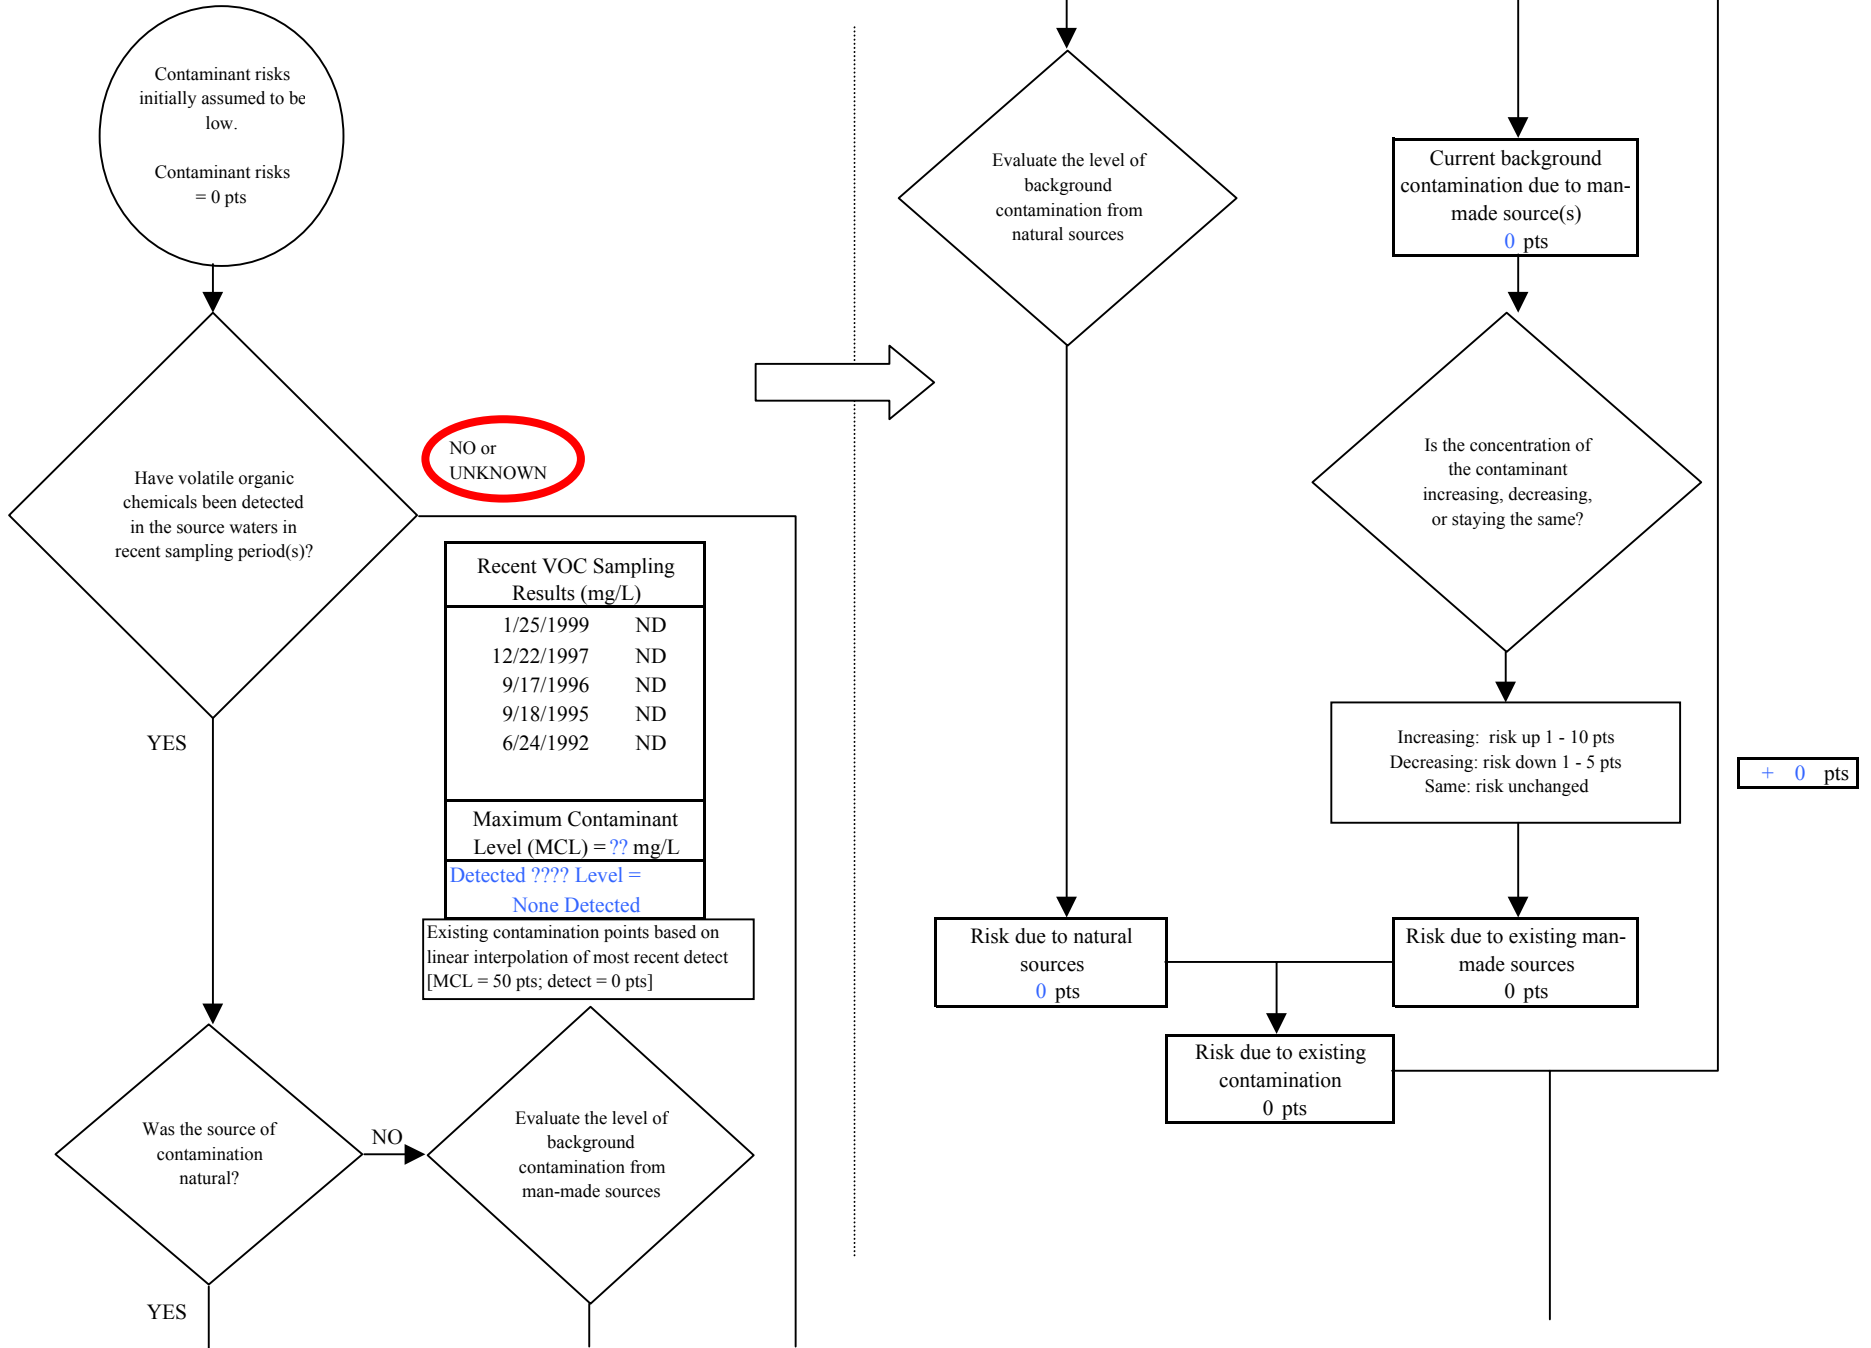 Contaminant risks
initially assumed to be
low.
Contaminant risks
= 0 pts
Have volatile organic
chemicals been detected
in the source waters in
recent sampling period(s)?
NO or
UNKNOWN
YES
Recent VOC Sampling
Results (mg/L)
1/25/1999 ND
12/22/1997 ND
9/17/1996 ND
9/18/1995 ND
6/24/1992 ND
Maximum Contaminant
Level (MCL) = ?? mg/L
Detected ???? Level =
None Detected
Existing contamination points based on
linear interpolation of most recent detect
[MCL = 50 pts; detect = 0 pts]
Was the source of
contamination
natural?
NO
YES
Evaluate the level of
background
contamination from
man-made sources
Evaluate the level of
background
contamination from
natural sources
Current background
contamination due to man-
made source(s)
0 pts
Is the concentration of
the contaminant
increasing, decreasing,
or staying the same?
Increasing: risk up 1 - 10 pts
Decreasing: risk down 1 - 5 pts
Same: risk unchanged
+ 0 pts
Risk due to natural
sources
0 pts
Risk due to existing man-
made sources
0 pts
Risk due to existing
contamination
0 pts